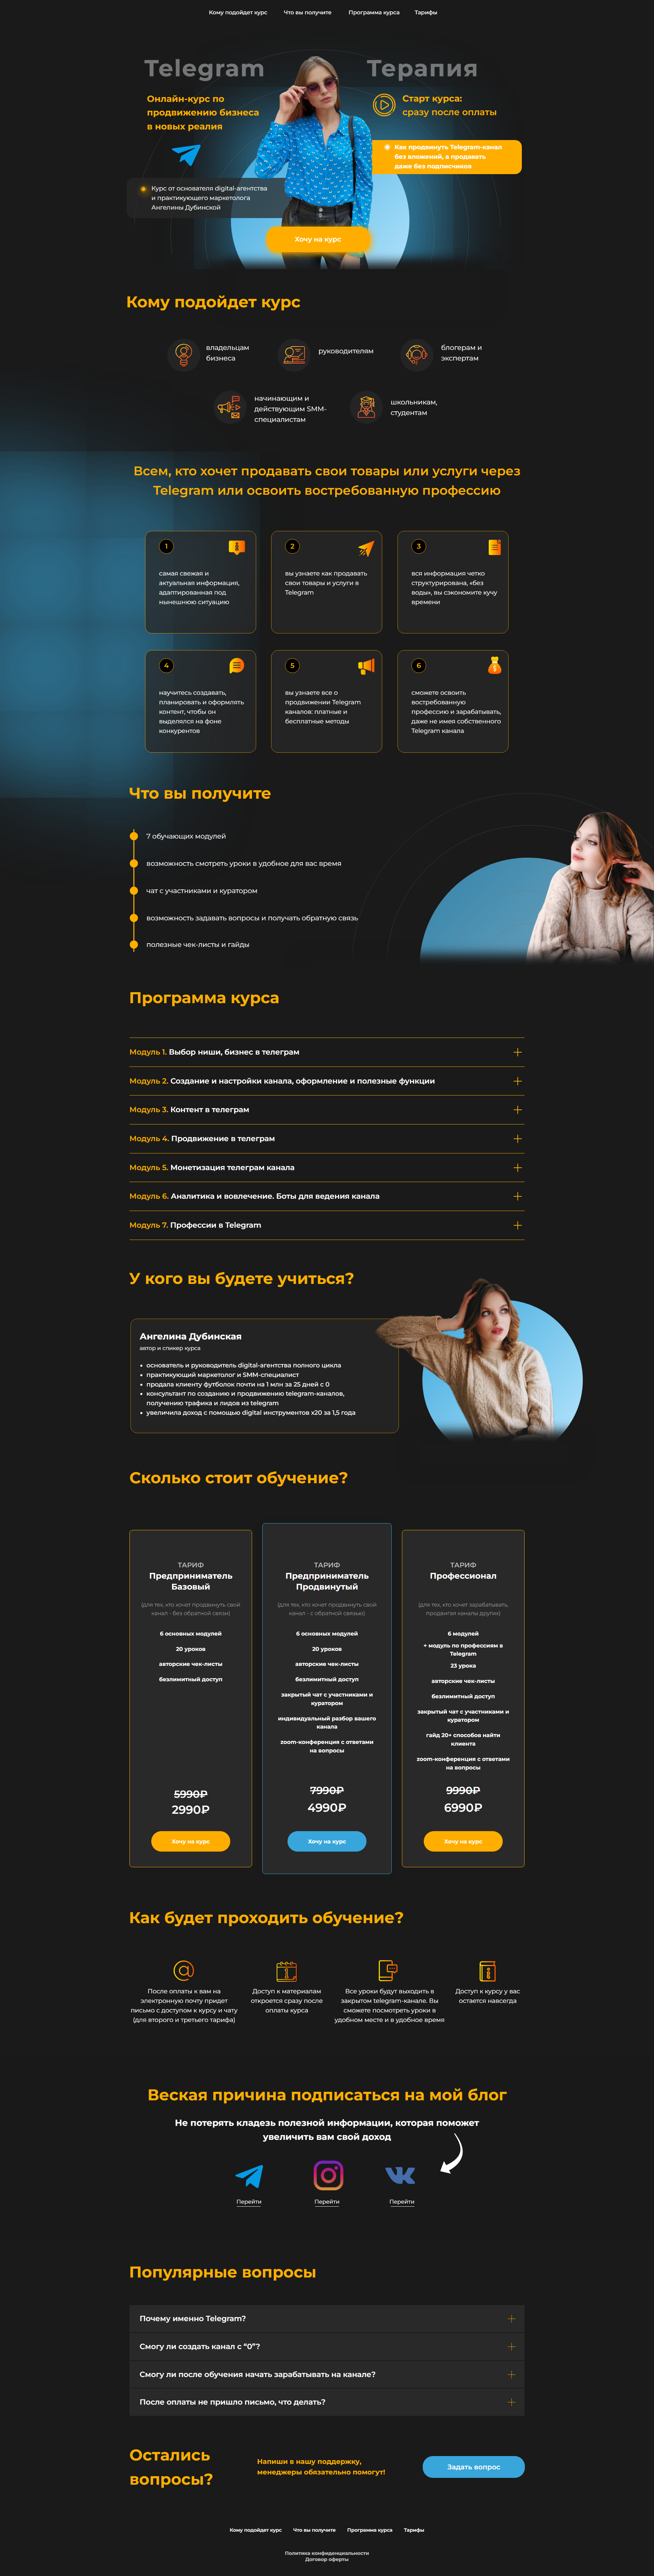 Кому подойдет курс
Что вы получите
Программа курса
Тарифы
Telegram
Терапия
Онлайн-курс по
продвижению бизнеса
в новых реалия
Старт курса:
сразу после оплаты
Как продвинуть Telegram-канал
без вложений, а продавать
даже без подписчиков
Курс от основателя digital-агентства
и практикующего маркетолога
Ангелины Дубинской
Хочу на курс
Кому подойдет курс
владельцам
бизнеса
руководителям
блогерам и
экспертам
начинающим и
действующим SMM-
специалистам
школьникам,
студентам
Всем, кто хочет продавать свои товары или услуги через
Telegram или освоить востребованную профессию
1
самая свежая и
актуальная информация,
адаптированная под
нынешнюю ситуацию
2
вы узнаете как продавать
свои товары и услуги в
Telegram
3
вся информация четко
структурирована, «без
воды», вы сэкономите кучу
времени
4
научитесь создавать,
планировать и оформлять
контент, чтобы он
выделялся на фоне
конкурентов
5
вы узнаете все о
продвижении Telegram
каналов: платные и
бесплатные методы
6
сможете освоить
востребованную
профессию и зарабатывать,
даже не имея собственного
Telegram канала
Что вы получите
7 обучающих модулей
возможность смотреть уроки в удобное для вас время
чат с участниками и куратором
возможность задавать вопросы и получать обратную связь
полезные чек-листы и гайды
Программа курса
Модуль 1. Выбор ниши, бизнес в телеграм
Модуль 2. Создание и настройки канала, оформление и полезные функции
Модуль 3. Контент в телеграм
Модуль 4. Продвижение в телеграм
Модуль 5. Монетизация телеграм канала
Модуль 6. Аналитика и вовлечение. Боты для ведения канала
Модуль 7. Профессии в Telegram
У кого вы будете учиться?
Ангелина Дубинская
автор и спикер курса
• основатель и руководитель digital-агентства полного цикла
• практикующий маркетолог и SMM-специалист
• продала клиенту футболок почти на 1 млн за 25 дней с 0
• консультант по созданию и продвижению telegram-каналов,
получению трафика и лидов из telegram
• увеличила доход с помощью digital инструментов х20 за 1,5 года
Сколько стоит обучение?
ТАРИФ
Предприниматель
Базовый
(для тех, кто хочет продвинуть свой
канал - без обратной связи)
6 основных модулей
20 уроков
авторские чек-листы
безлимитный доступ
5990₽
2990₽
Хочу на курс
ТАРИФ
Предприниматель
Продвинутый
(для тех, кто хочет продвинуть свой
канал - с обратной связью)
6 основных модулей
20 уроков
авторские чек-листы
безлимитный доступ
закрытый чат с участниками и
куратором
индивидуальный разбор вашего
канала
zoom-конференция с ответами
на вопросы
7990₽
4990₽
Хочу на курс
ТАРИФ
Профессионал
(для тех, кто хочет зарабатывать,
продвигая каналы других)
6 модулей
+ модуль по профессиям в
Telegram
23 урока
авторские чек-листы
безлимитный доступ
закрытый чат с участниками и
куратором
гайд 20+ способов найти
клиента
zoom-конференция с ответами
на вопросы
9990₽
6990₽
Хочу на курс
Как будет проходить обучение?
После оплаты к вам на
электронную почту придет
письмо с доступом к курсу и чату
(для второго и третьего тарифа)
Доступ к материалам
откроется сразу после
оплаты курса
Все уроки будут выходить в
закрытом telegram-канале. Вы
сможете посмотреть уроки в
удобном месте и в удобное время
Доступ к курсу у вас
остается навсегда
Веская причина подписаться на мой блог
Не потерять кладезь полезной информации, которая поможет
увеличить вам свой доход
Перейти
Перейти
Перейти
Популярные вопросы
Почему именно Telegram?
Смогу ли создать канал с “0”?
Смогу ли после обучения начать зарабатывать на канале?
После оплаты не пришло письмо, что делать?
Остались
вопросы?
Напиши в нашу поддержку,
менеджеры обязательно помогут!
Задать вопрос
Кому подойдет курс
Что вы получите
Программа курса
Тарифы
Политика конфиденциальности
Договор оферты